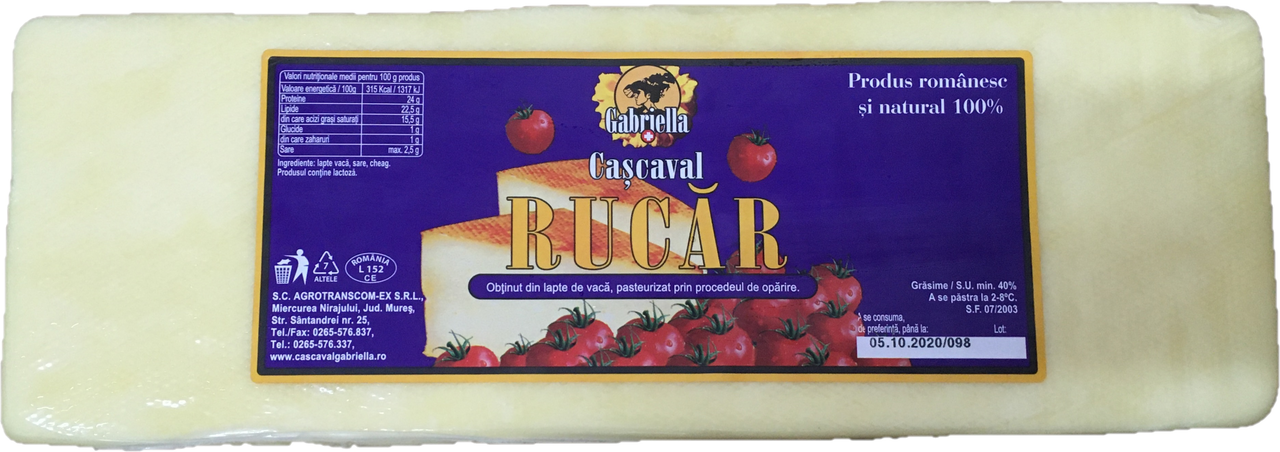 Valori nutriționale medii pentru 100 g produs
Valoare energetică / 100g 315 Kcal / 1317 kJ
Proteine 24 g
Lipide 22,5 g
din care acizi grași saturați 15,5 g
Glucide 1 g
din care zaharuri 1 g
Sare max. 2,5 g
Ingrediente: lapte vacă, sare, cheag.
Produsul conține lactoză.
Gabriella
Cașcaval
RUCĂR
Obținut din lapte de vacă, pasteurizat prin procedeul de opărire.
Produs românesc
și natural 100%
7
ALTELE
ROMÂNIA
L 152
CE
S.C. AGROTRANSCOM-EX S.R.L.,
Miercurea Nirajului, Jud. Mureș,
Str. Sântandrei nr. 25,
Tel./Fax: 0265-576.837,
Tel.: 0265-576.337,
www.cascavalgabriella.ro
Grăsime / S.U. min. 40%
A se păstra la 2-8ºC.
S.F. 07/2003
A se consuma,
de preferință, până la: Lot:
05.10.2020/098